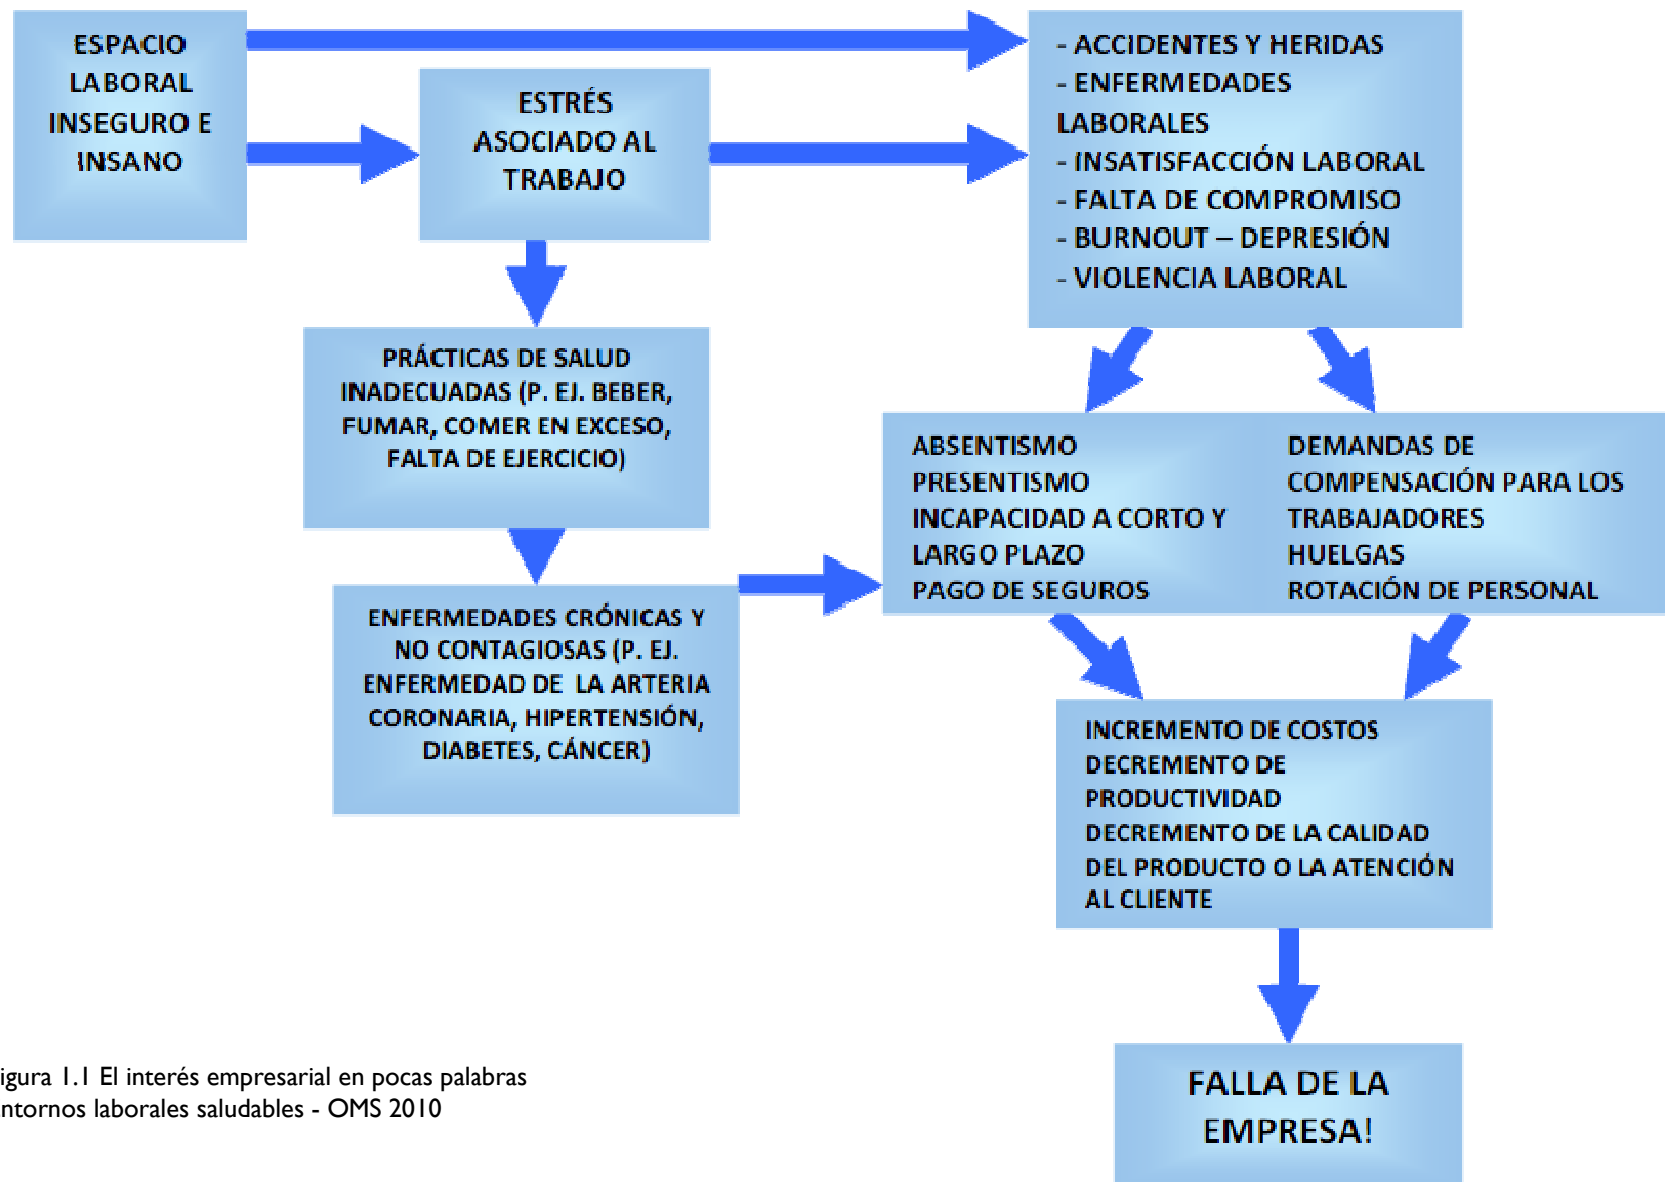 ESPACIO
LABORAL
INSEGURO E
INSANO
ESTRÉS
ASOCIADO AL
TRABAJO
- ACCIDENTES Y HERIDAS
- ENFERMEDADES
LABORALES
- INSATISFACCIÓN LABORAL
- FALTA DE COMPROMISO
- BURNOUT – DEPRESIÓN
- VIOLENCIA LABORAL
PRÁCTICAS DE SALUD
INADECUADAS (P. EJ. BEBER,
FUMAR, COMER EN EXCESO,
FALTA DE EJERCICIO)
ABSENTISMO
PRESENTISMO
INCAPACIDAD A CORTO Y
LARGO PLAZO
PAGO DE SEGUROS
DEMANDAS DE
COMPENSACIÓN PARA LOS
TRABAJADORES
HUELGAS
ROTACIÓN DE PERSONAL
ENFERMEDADES CRÓNICAS Y
NO CONTAGIOSAS (P. EJ.
ENFERMEDAD DE LA ARTERIA
CORONARIA, HIPERTENSIÓN,
DIABETES, CÁNCER)
INCREMENTO DE COSTOS
DECREMENTO DE
PRODUCTIVIDAD
DECREMENTO DE LA CALIDAD
DEL PRODUCTO O LA ATENCIÓN
AL CLIENTE
FALLA DE LA
EMPRESA!
igura 1.1 El interés empresarial en pocas palabras
ntornos laborales saludables - OMS 2010